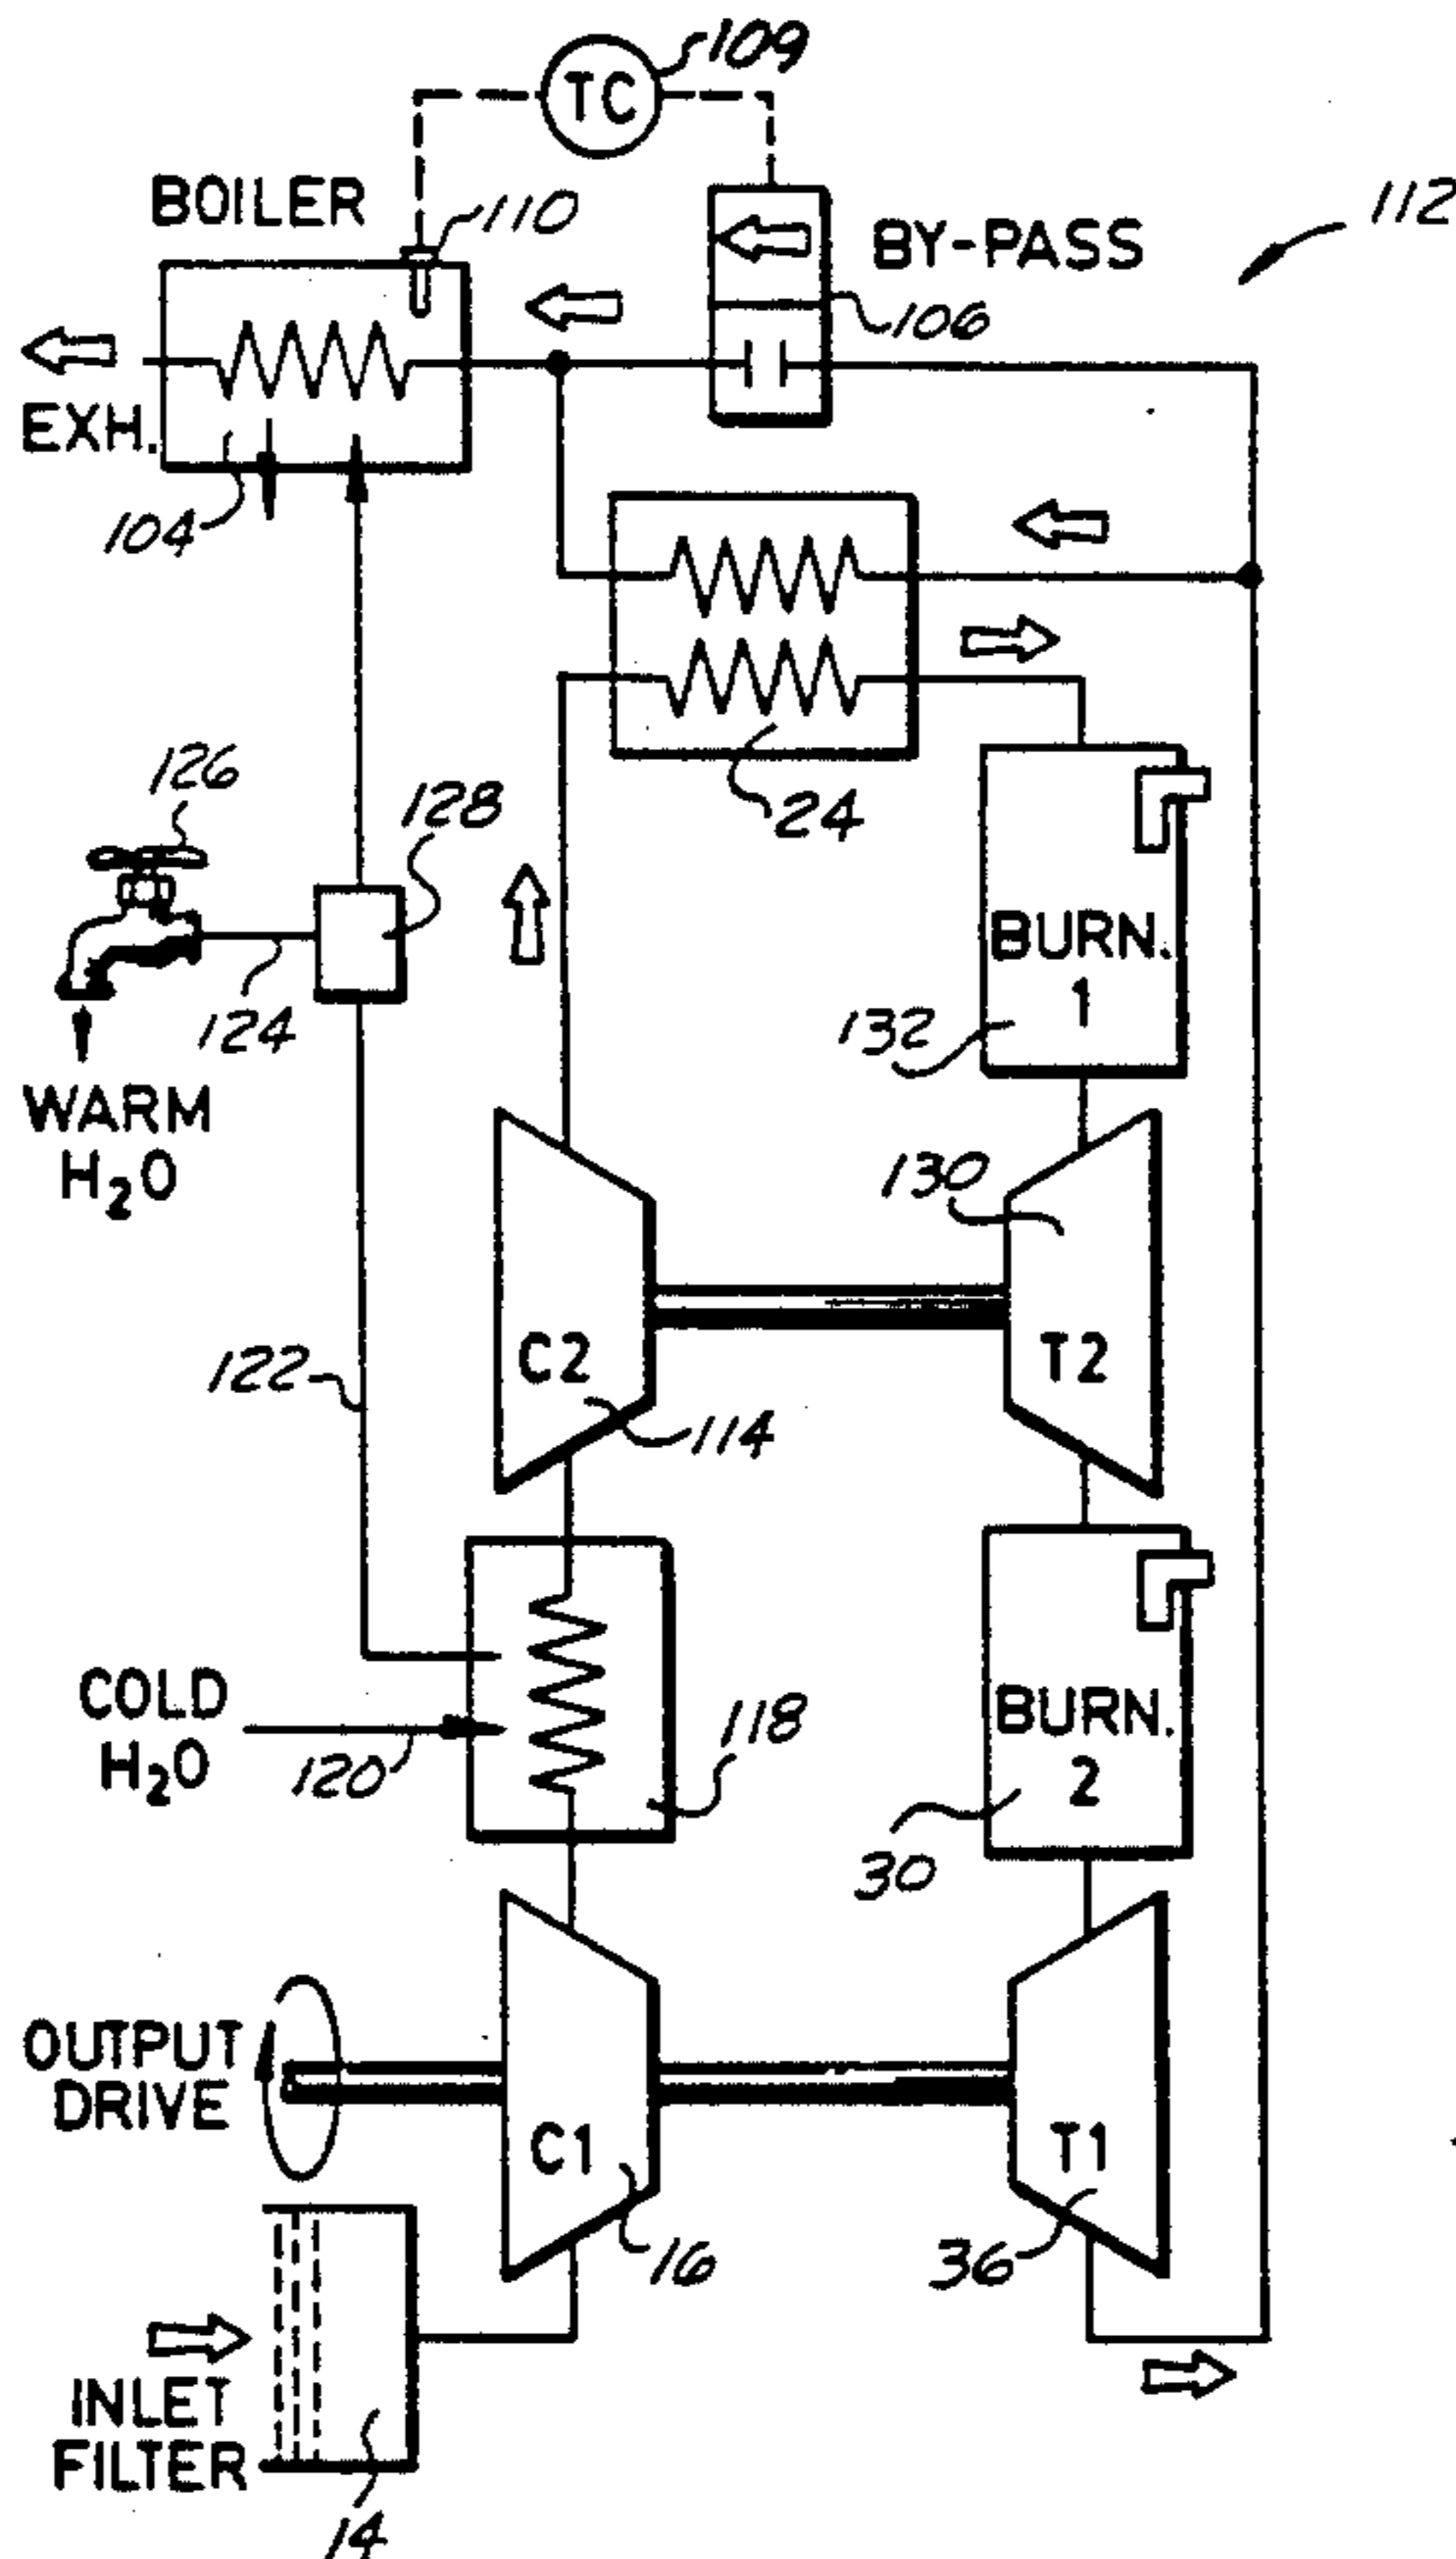 109
TC
112
BOILER
110
BY-PASS
106
EXH.
104
24
126
128
BURN.
1
132
124
WARM
H₂O
130
122
C2
T2
114
COLD
H₂O
120
118
BURN.
2
30
OUTPUT
DRIVE
C1
T1
16
36
INLET
FILTER
14